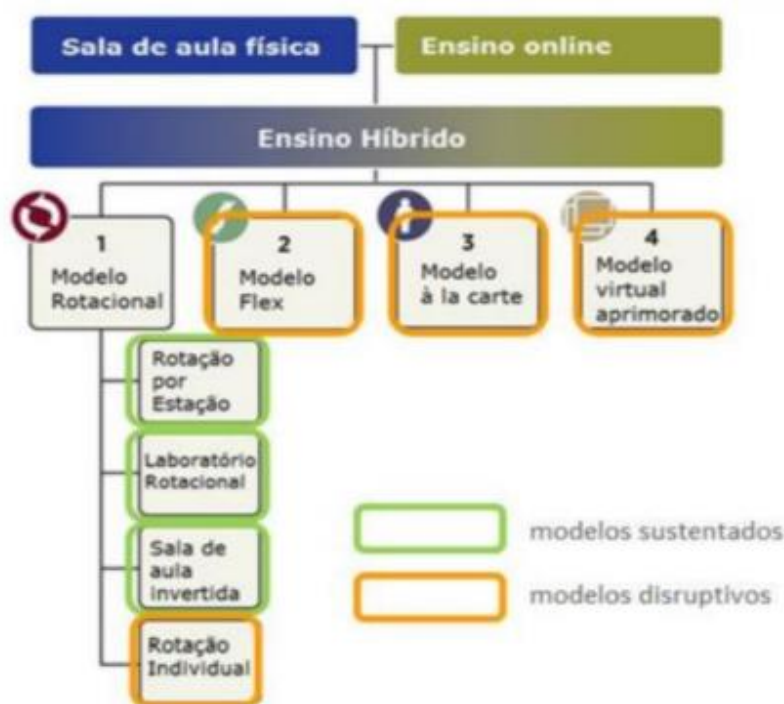 Sala de aula física
Ensino online
Ensino Híbrido
1
Modelo
Rotacional
2
Modelo
Flex
3
Modelo
à la carte
4
Modelo
virtual
aprimorado
Rotação
por
Estação
Laboratório
Rotacional
Sala de
aula
invertida
Rotação
Individual
modelos sustentados
modelos disruptivos